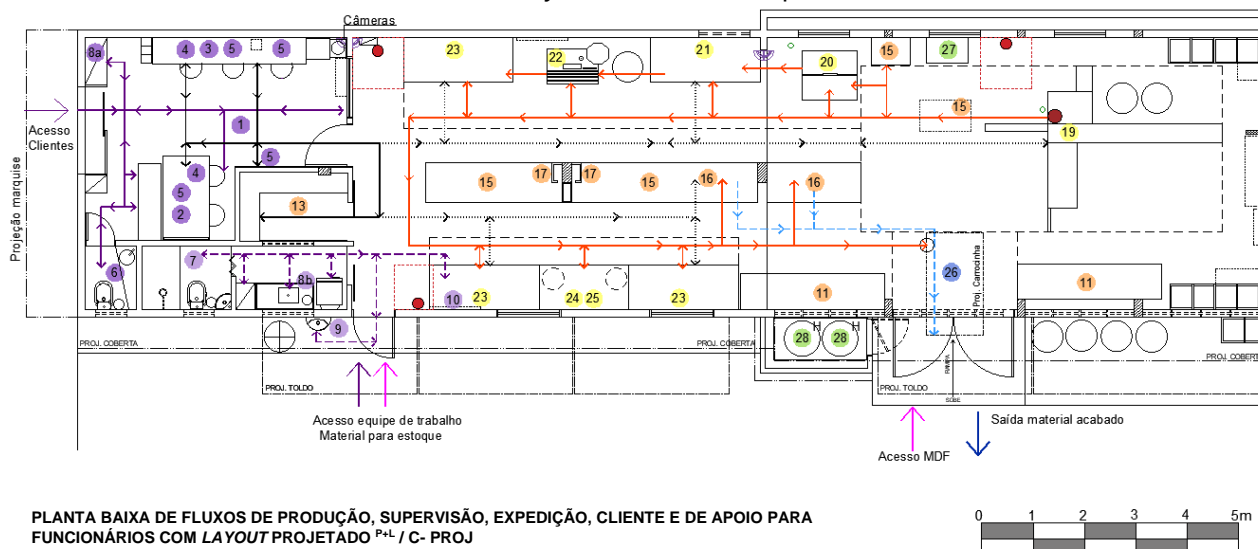 Câmeras
8a
4 3 5 5
23
22
21
20
15
27
15
19
Acesso
Clientes
1
5
4
5
2
13
15
17
17
15
16
16
Projeção marquise
6
7
8b
9
10
23
24 25
23
11
26
Proj. Carrocinha
11
28
28
H
H
PROJ. COBERTA
PROJ. COBERTA
PROJ. COBERT
PROJ. TOLDO
PROJ. TOLDO
RAMPA
SOBE
Acesso equipe de trabalho
Material para estoque
Acesso MDF
Saída material acabado
PLANTA BAIXA DE FLUXOS DE PRODUÇÃO, SUPERVISÃO, EXPEDIÇÃO, CLIENTE E DE APOIO PARA
FUNCIONÁRIOS COM LAYOUT PROJETADO P+L / C- PROJ
0 1 2 3 4 5m